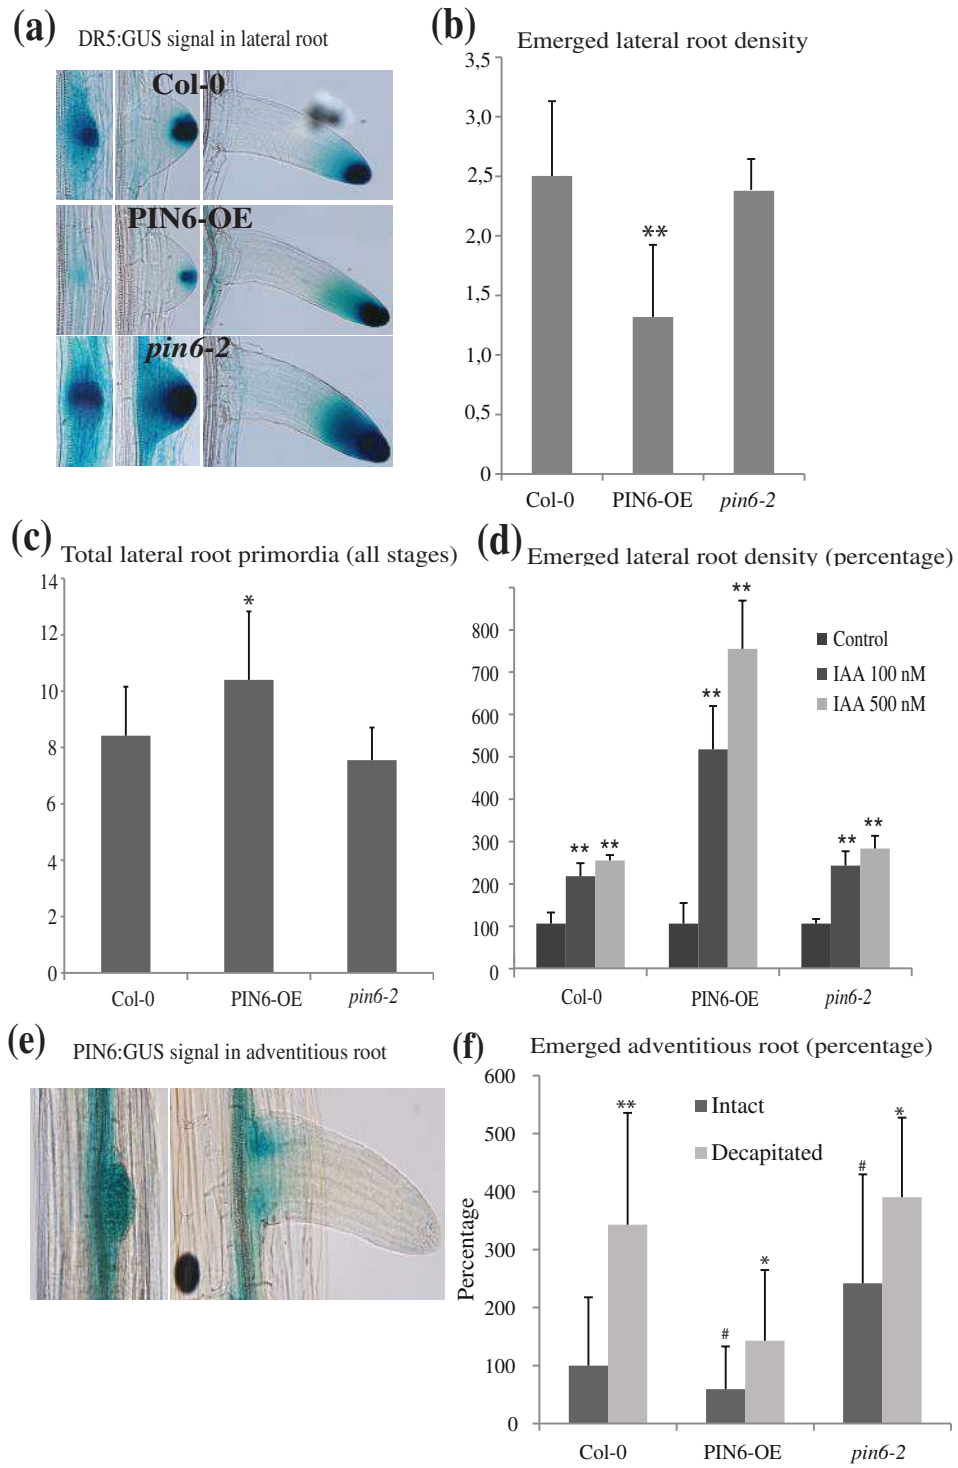 (a)
DR5:GUS signal in lateral root
Col-0
PIN6-OE
pin6-2
(b)
Emerged lateral root density
3,5
3,0
2,5
2,0
1,5
1,0
0,5
0
**
Col-0 PIN6-OE pin6-2
(c)
Total lateral root primordia (all stages)
14
12
10
8
6
4
2
0
*
Col-0 PIN6-OE pin6-2
(d)
Emerged lateral root density (percentage)
800
700
600
500
400
300
200
100
0
** ** ** ** ** **
Control
IAA 100 nM
IAA 500 nM
Col-0 PIN6-OE pin6-2
(e)
PIN6:GUS signal in adventitious root
(f)
Emerged adventitious root (percentage)
Percentage
600
500
400
300
200
100
0
** # * # *
Intact
Decapitated
Col-0 PIN6-OE pin6-2